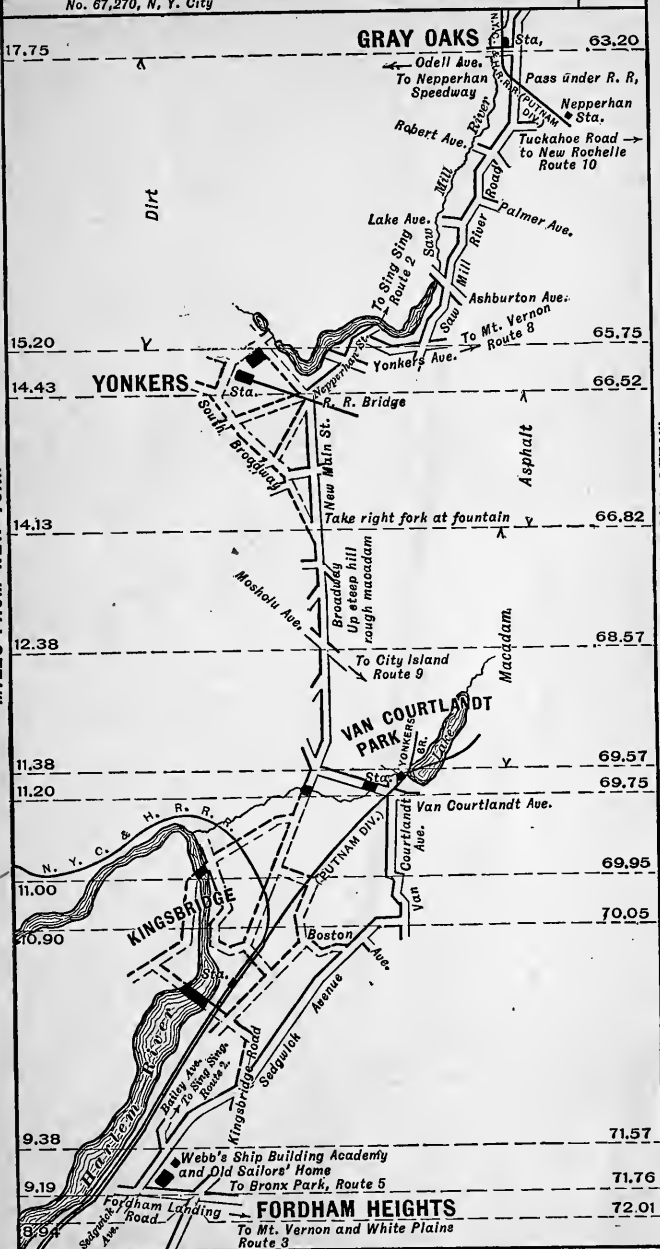 No. 67,270, N. Y. City
GRAY OAKS
Sta,
17.75
63.20
Odell Ave.
To Nepperhan
Speedway
R. R. (PUTNAM
DIV.)
Pass under R. R,
Nepperhan
Sta.
Robert Ave.
Tuckahoe Road
to New Rochelle
Route 10
Dirt
Saw Mill River
Saw Mill River Road
Lake Ave.
Palmer Ave.
To Sing Sing
Route 2
Ashburton Ave.
To Mt. Vernon
Route 8
15.20
65.75
Yonkers Ave.
YONKERS
Sta.
Nepperhan St.
14.43
66.52
R. R. Bridge
South Broadway
New Main St.
Asphalt
14.13
Take right fork at fountain
66.82
Broadway
Up steep hill
rough macadam
Mosholu Ave.
12.38
68.57
To City Island
Route 9
Macadam.
VAN COURTLANDT
PARK
YONKERS
BR.
Lake
11.38
69.57
Sta.
11.20
69.75
Van Courtlandt Ave.
N. Y. C. & H. R. R. R.
(PUTNAM DIV.)
Van Courtlandt Ave.
11.00
69.95
KINGSBRIDGE
10.90
70.05
Boston Ave.
Sta.
Sedgwick Avenue
Kingsbridge Road
Harlem River
Bailey Ave.
To Sing Sing.
Route 2.
9.38
71.57
Webb's Ship Building Academy
and Old Sailors' Home
To Bronx Park, Route 5
9.19
71.76
Fordham Landing
Road
FORDHAM HEIGHTS
72.01
8.94
Sedgwick
Ave.
To Mt. Vernon and White Plains
Route 3
MILES FROM NEW YORK